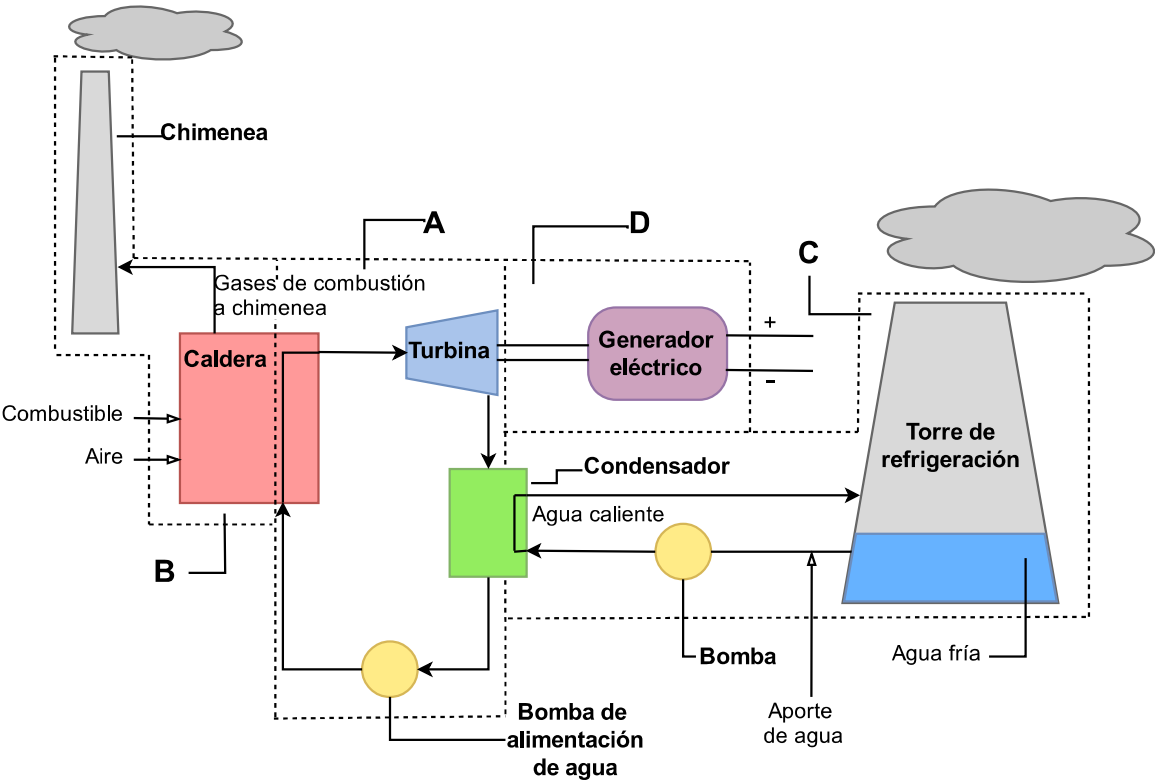 Chimenea
A
D
C
Gases de combustión
a chimenea
+
Caldera
Turbina
Generador
eléctrico
-
Combustible
Aire
Torre de
refrigeración
Condensador
Agua caliente
B
Bomba
Agua fría
Bomba de
alimentación
de agua
Aporte
de agua